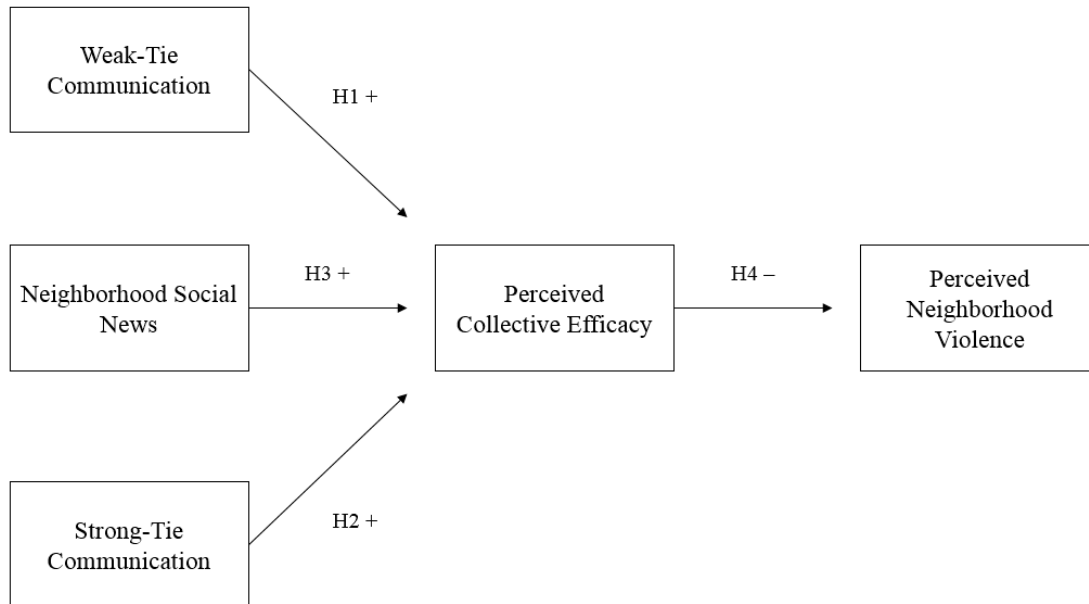 Weak-Tie
Communication
H1 +
Neighborhood Social
News
H3 +
Perceived
Collective Efficacy
H4 –
Perceived
Neighborhood
Violence
H2 +
Strong-Tie
Communication